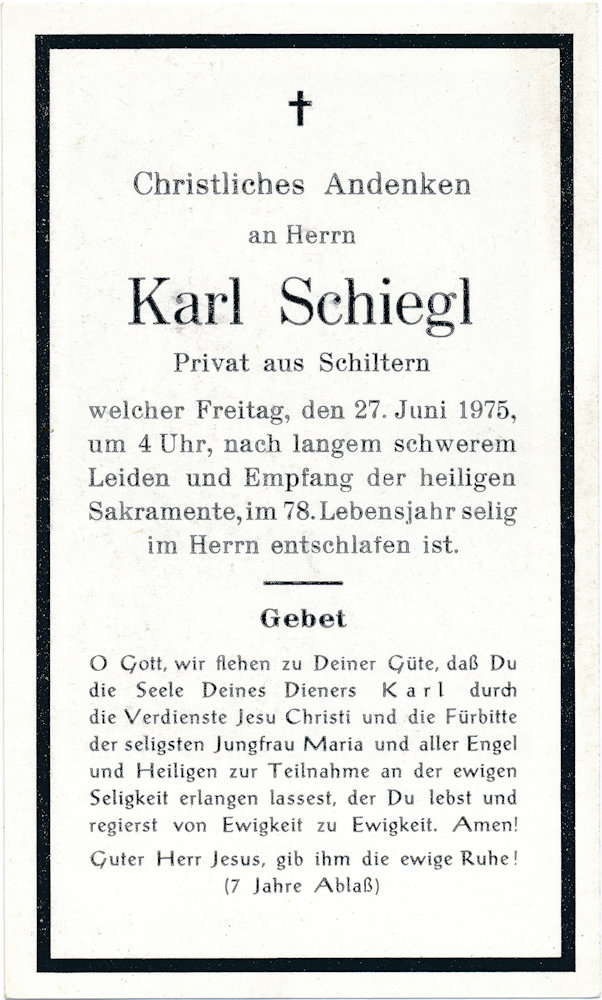 Christliches Andenken
an Herrn
Karl Schiegl
Privat aus Schiltern
welcher Freitag, den 27. Juni 1975,
um 4 Uhr, nach langem schwerem
Leiden und Empfang der heiligen
Sakramente, im 78. Lebensjahr selig
im Herrn entschlafen ist.
Gebet
O Gott, wir flehen zu Deiner Güte, daß Du
die Seele Deines Dieners Karl durch
die Verdienste Jesu Christi und die Fürbitte
der seligsten Jungfrau Maria und aller Engel
und Heiligen zur Teilnahme an der ewigen
Seligkeit erlangen lassest, der Du lebst und
regierst von Ewigkeit zu Ewigkeit. Amen!
Guter Herr Jesus, gib ihm die ewige Ruhe!
(7 Jahre Ablaß)